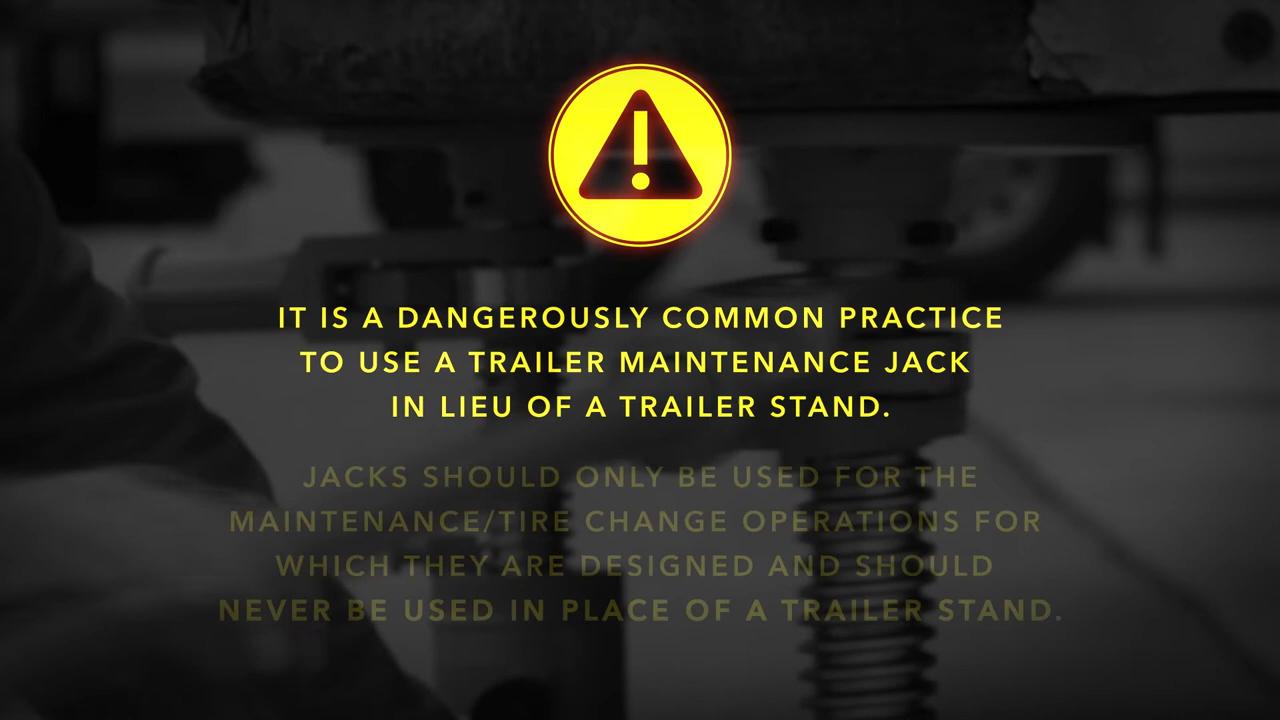 IT IS A DANGEROUSLY COMMON PRACTICE
TO USE A TRAILER MAINTENANCE JACK
IN LIEU OF A TRAILER STAND.
JACKS SHOULD ONLY BE USED FOR THE
MAINTENANCE/TIRE CHANGE OPERATIONS FOR
WHICH THEY ARE DESIGNED AND SHOULD
NEVER BE USED IN PLACE OF A TRAILER STAND.